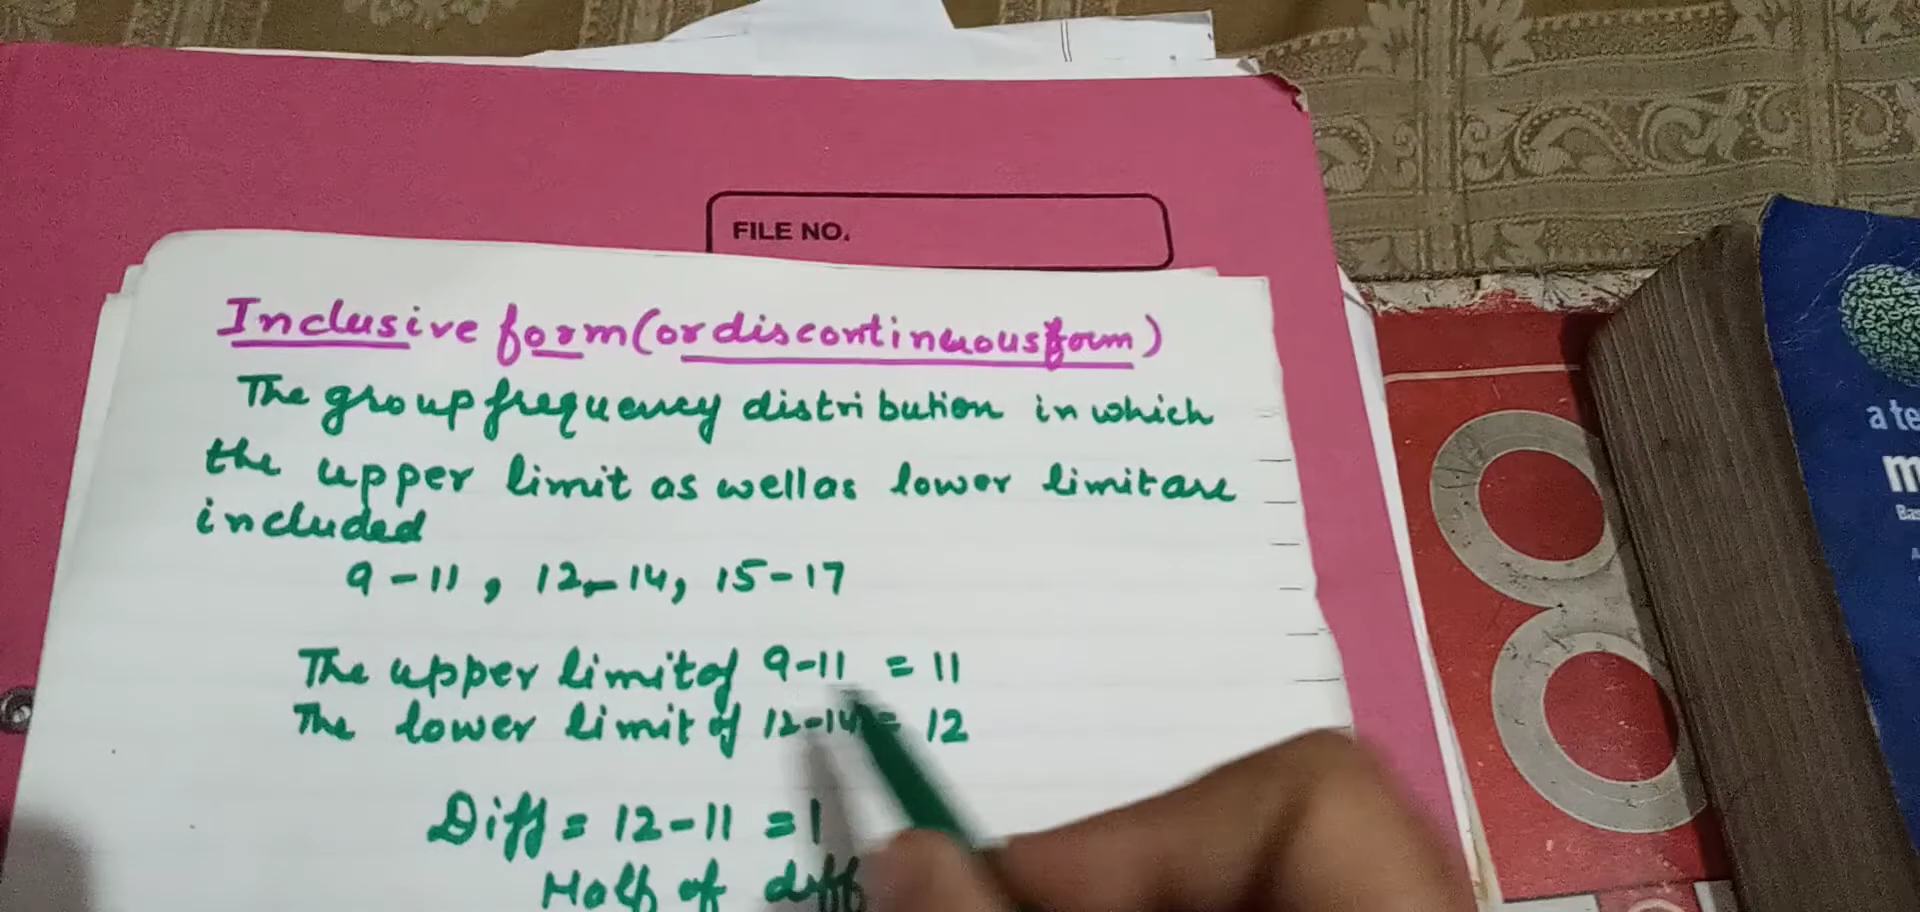 FILE NO.
Inclusive form (or discontinuous form)
The group frequency distribution in which
the upper limit as well as lower limit are
included
9-11, 12-14, 15-17
The upper limit of 9-11 = 11
The lower limit of 12-14 = 12
Diff = 12-11 = 1
Half of diff
a te
m
Bas